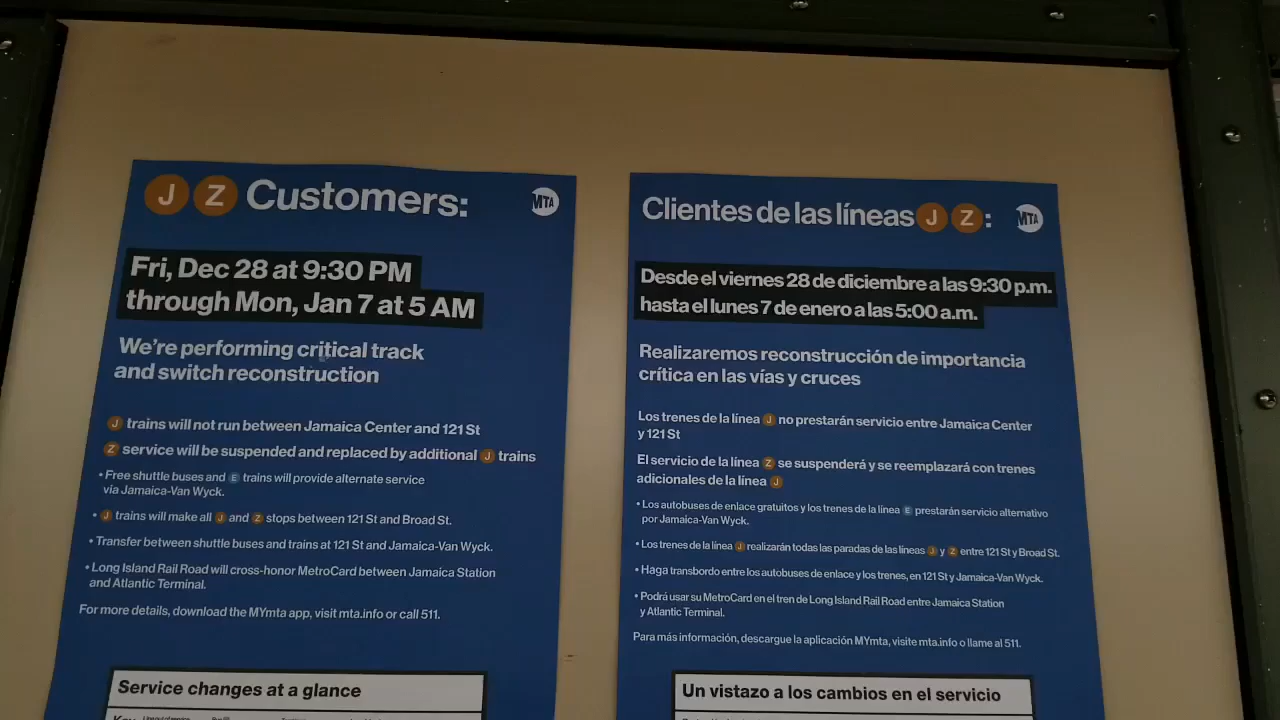 J Z Customers: MTA
Fri, Dec 28 at 9:30 PM
through Mon, Jan 7 at 5 AM
We're performing critical track
and switch reconstruction
J trains will not run between Jamaica Center and 121 St
Z service will be suspended and replaced by additional J trains
• Free shuttle buses and E trains will provide alternate service
via Jamaica-Van Wyck.
• J trains will make all J and Z stops between 121 St and Broad St.
• Transfer between shuttle buses and trains at 121 St and Jamaica-Van Wyck.
• Long Island Rail Road will cross-honor MetroCard between Jamaica Station
and Atlantic Terminal.
For more details, download the MYmta app, visit mta.info or call 511.
Service changes at a glance
Clientes de las líneas J Z: MTA
Desde el viernes 28 de diciembre a las 9:30 p.m.
hasta el lunes 7 de enero a las 5:00 a.m.
Realizaremos reconstrucción de importancia
crítica en las vías y cruces
Los trenes de la línea J no prestarán servicio entre Jamaica Center
y 121 St
El servicio de la línea Z se suspenderá y se reemplazará con trenes
adicionales de la línea J
• Los autobuses de enlace gratuitos y los trenes de la línea E prestarán servicio alternativo
por Jamaica-Van Wyck.
• Los trenes de la línea J realizarán todas las paradas de las líneas J y Z entre 121 St y Broad St.
• Haga transbordo entre los autobuses de enlace y los trenes, en 121 St y Jamaica-Van Wyck.
• Podrá usar su MetroCard en el tren de Long Island Rail Road entre Jamaica Station
y Atlantic Terminal.
Para más información, descargue la aplicación MYmta, visite mta.info o llame al 511.
Un vistazo a los cambios en el servicio